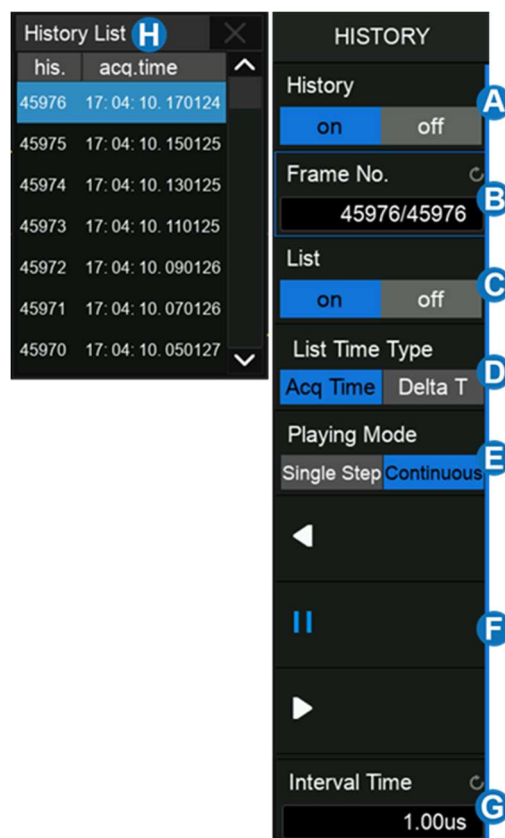 History List H
his. acq.time
45976 17: 04: 10. 170124
45975 17: 04: 10. 150125
45974 17: 04: 10. 130125
45973 17: 04: 10. 110125
45972 17: 04: 10. 090126
45971 17: 04: 10. 070126
45970 17: 04: 10. 050127
HISTORY
History
A
on off
Frame No.
B
45976/45976
List
C
on off
List Time Type
D
Acq Time Delta T
Playing Mode
E
Single Step Continuous
F
Interval Time
G
1.00us